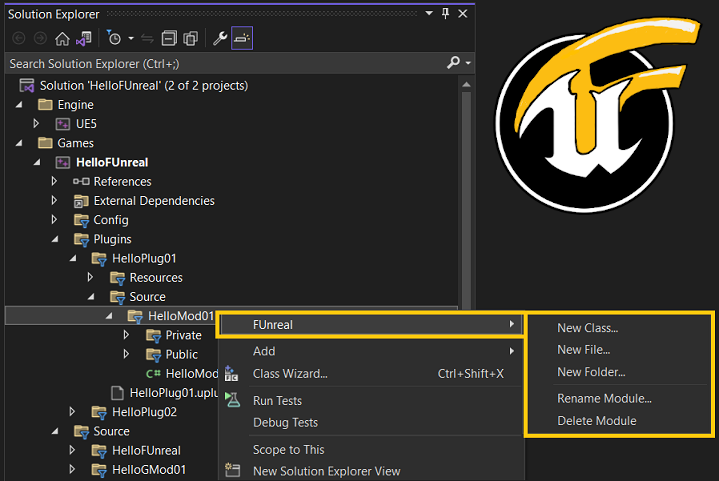 Solution Explorer
Search Solution Explorer (Ctrl+;)
Solution 'HelloFUnreal' (2 of 2 projects)
Engine
UE5
Games
HelloFUnreal
References
External Dependencies
Config
Plugins
HelloPlug01
Resources
Source
HelloMod01
Private
Public
HelloMod
HelloPlug01.uplu
HelloPlug02
Source
HelloFUnreal
HelloGMod01
FUnreal
Add
Class Wizard... Ctrl+Shift+X
Run Tests
Debug Tests
Scope to This
New Solution Explorer View
New Class...
New File...
New Folder...
Rename Module...
Delete Module